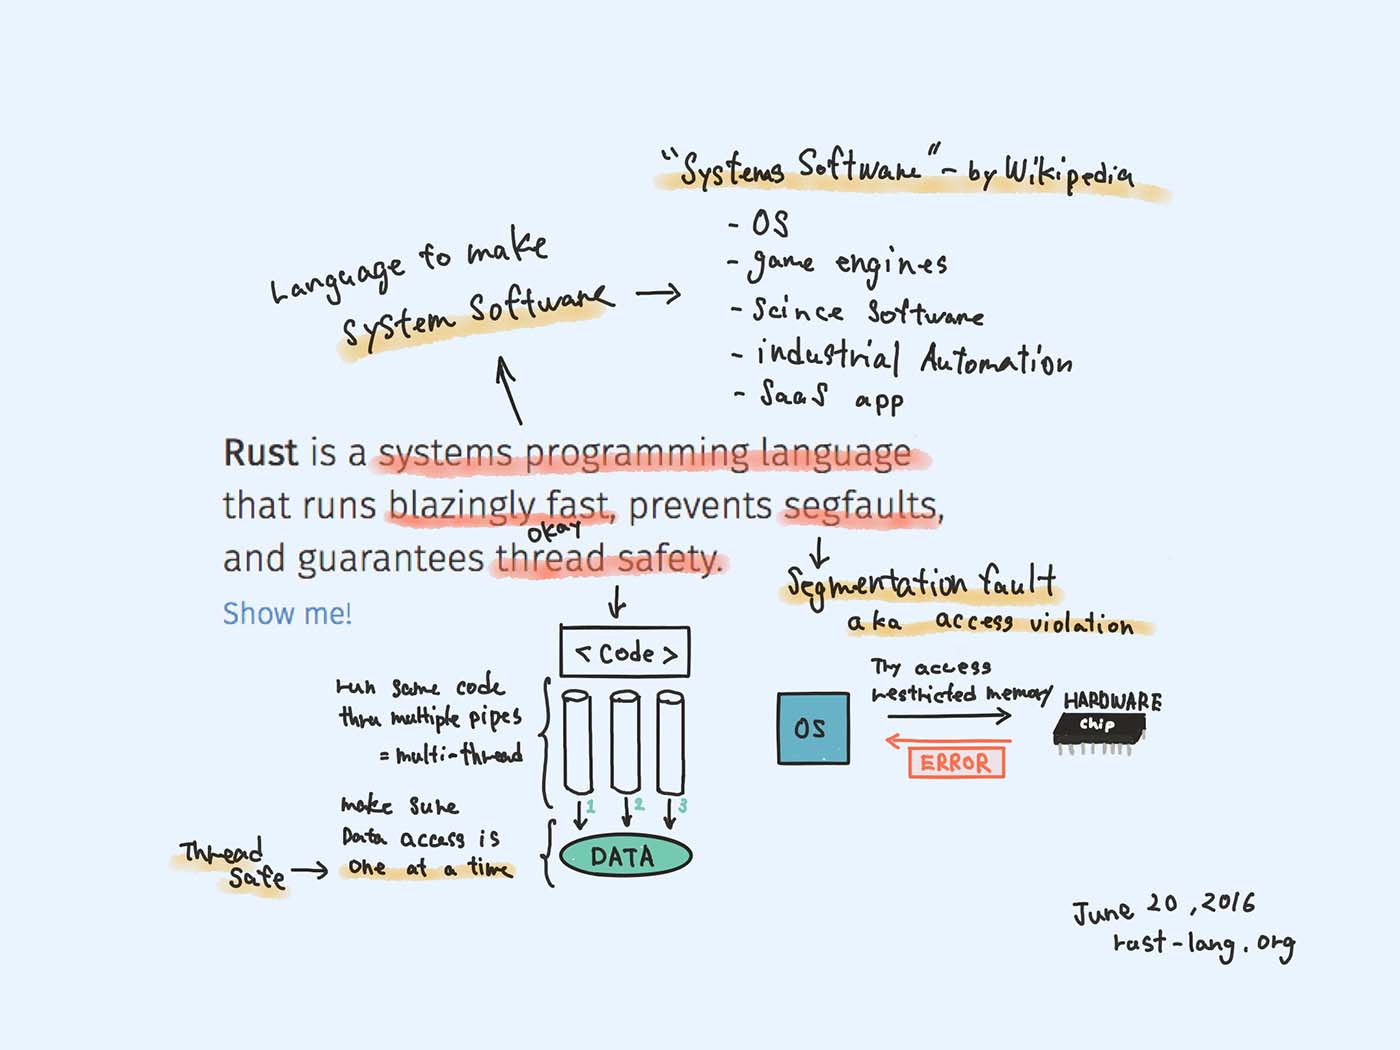 "Systems Software" - by Wikipedia
- OS
- game engines
- Scince Software
- industrial Automation
- SaaS app
Language to make
System Software
Rust is a systems programming language
that runs blazingly fast, prevents segfaults,
okay
and guarantees thread safety.
Show me!
Segmentation fault
aka access violation
Try access
restricted memory
HARDWARE
OS
chip
ERROR
< Code >
run same code
thru multiple pipes
= multi-thread
1 2 3
make sure
Data access is
one at a time
Thread
Safe
DATA
June 20, 2016
rust-lang.org